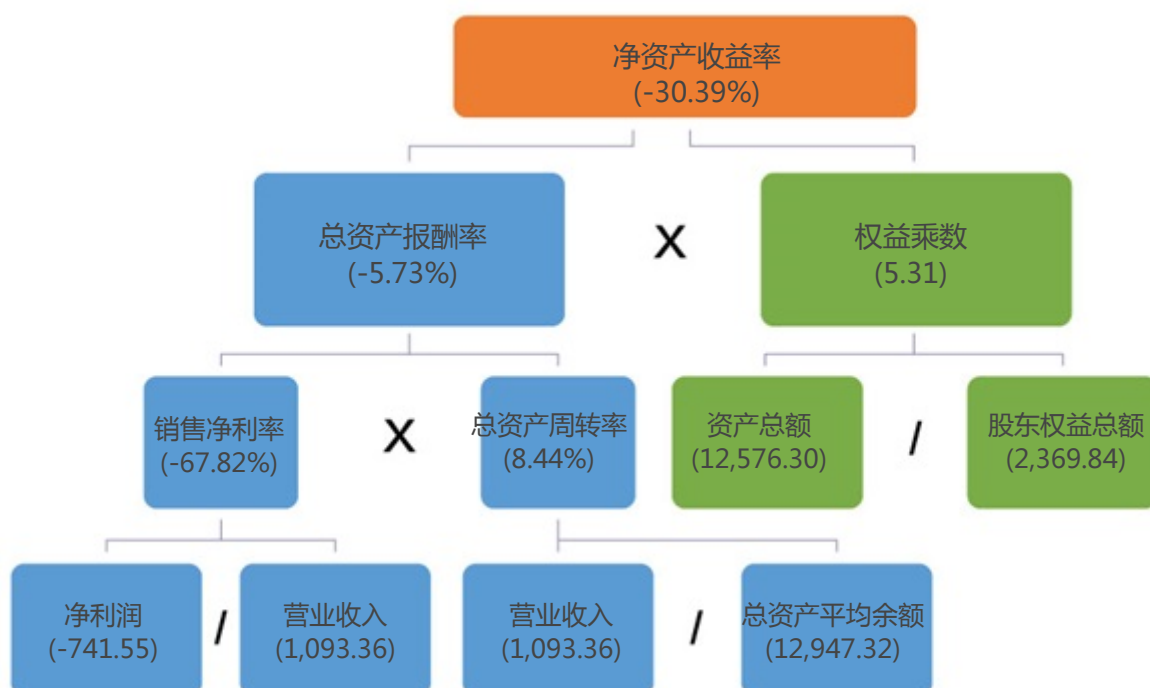 净资产收益率
(-30.39%)
总资产报酬率
(-5.73%)
X
权益乘数
(5.31)
销售净利率
(-67.82%)
X
总资产周转率
(8.44%)
资产总额
(12,576.30)
/
股东权益总额
(2,369.84)
净利润
(-741.55)
/
营业收入
(1,093.36)
营业收入
(1,093.36)
/
总资产平均余额
(12,947.32)